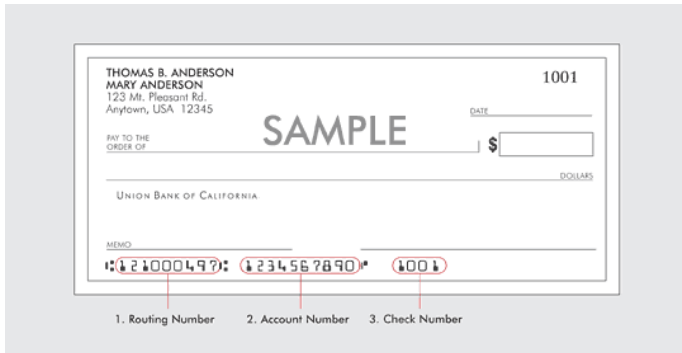 THOMAS B. ANDERSON
MARY ANDERSON
123 Mt. Pleasant Rd.
Anytown, USA 12345
1001
DATE
SAMPLE
PAY TO THE
ORDER OF
$
DOLLARS
UNION BANK OF CALIFORNIA
MEMO
⑆121000497⑆ 1234567890⑈ 1001
1. Routing Number 2. Account Number 3. Check Number